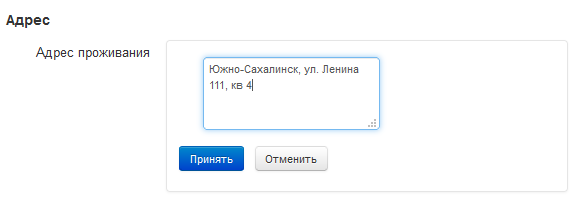 Адрес
Адрес проживания
Южно-Сахалинск, ул. Ленина
111, кв 4
Принять Отменить